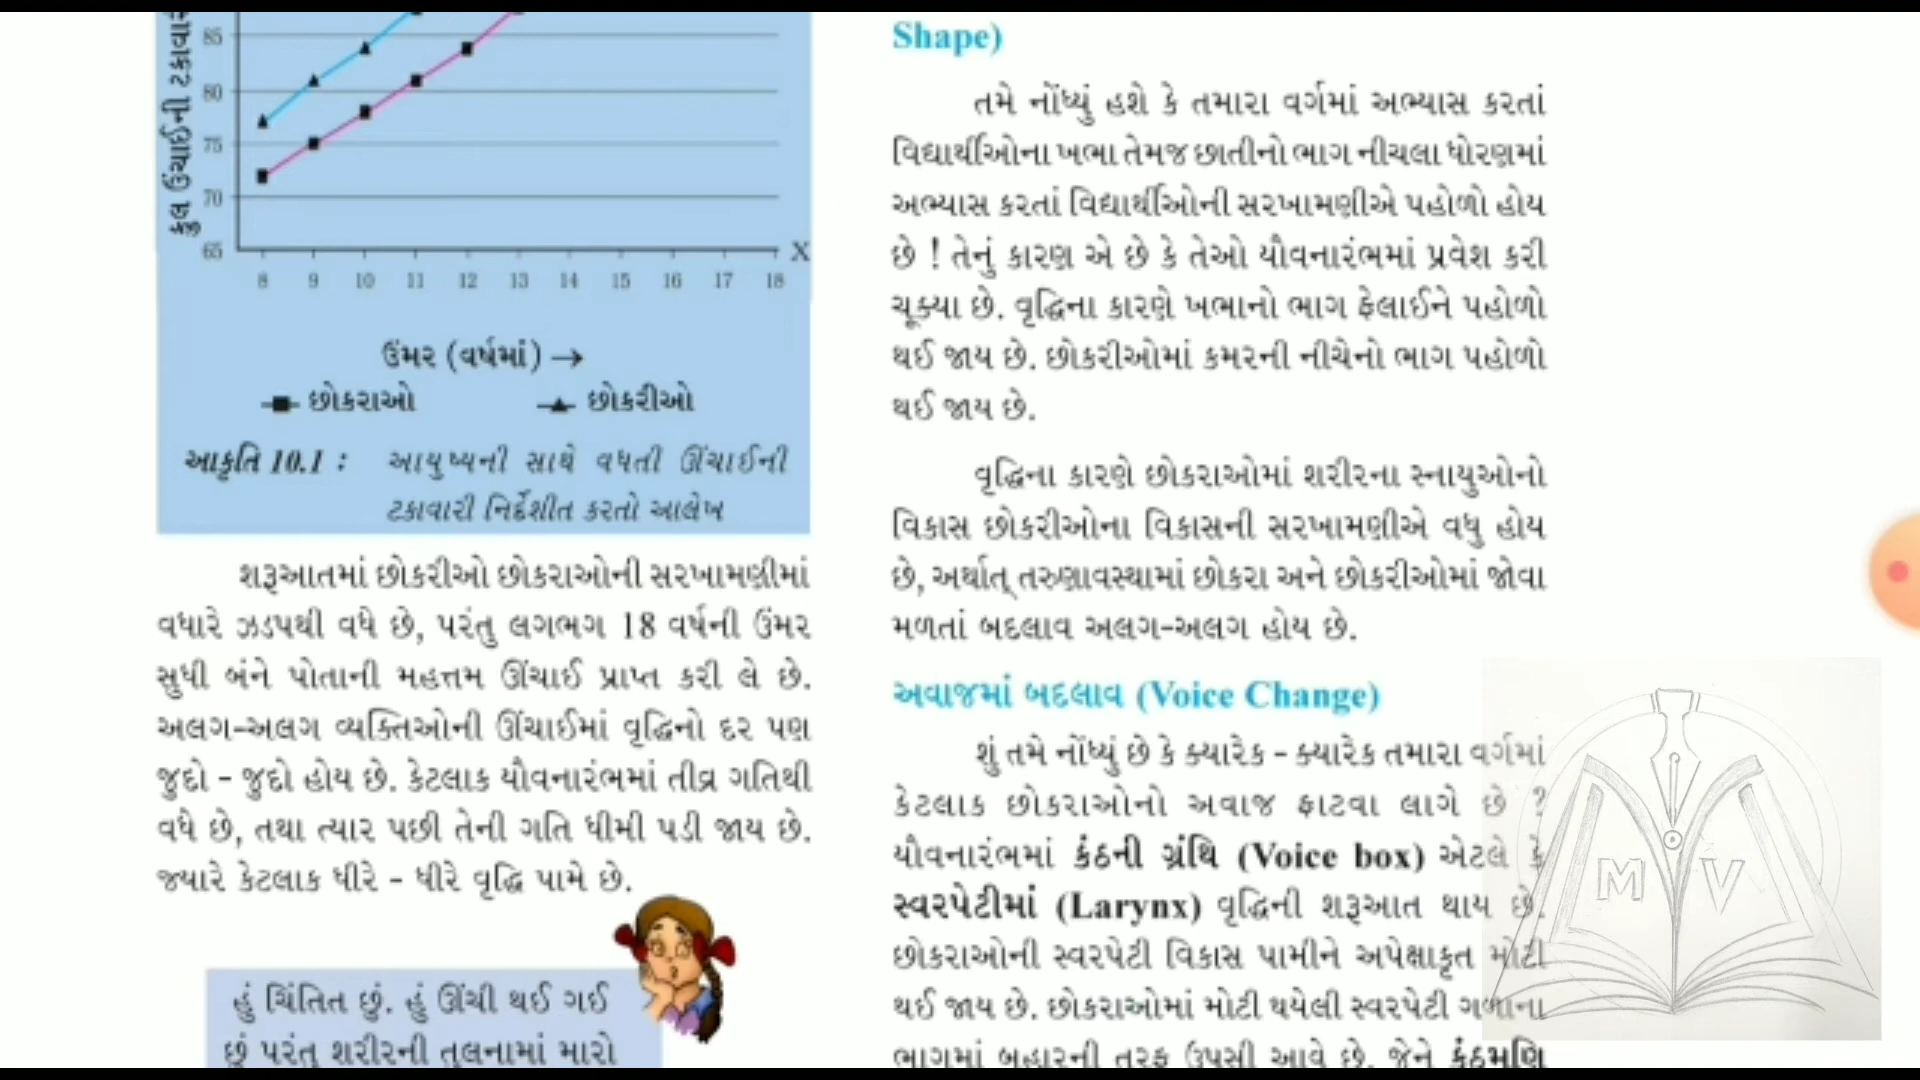 કુલ ઉંચાઈની
85
80
75
70
65
X
8 9 10 11 12 13 14 15 16 17 18
ઉંમર (વર્ષમાં) →
છોકરાઓ છોકરીઓ
આકૃતિ 10.1 : આયુષ્યની સાથે વધતી ઊંચાઈની
ટકાવારી નિર્દેશીત કરતો આલેખ
શરૂઆતમાં છોકરીઓ છોકરાઓની સરખામણીમાં
વધારે ઝડપથી વધે છે, પરંતુ લગભગ 18 વર્ષની ઉંમર
સુધી બંને પોતાની મહત્તમ ઊંચાઈ પ્રાપ્ત કરી લે છે.
અલગ-અલગ વ્યક્તિઓની ઊંચાઈમાં વૃદ્ધિનો દર પણ
જુદો - જુદો હોય છે. કેટલાક યૌવનારંભમાં તીવ્ર ગતિથી
વધે છે, તથા ત્યાર પછી તેની ગતિ ધીમી પડી જાય છે.
જ્યારે કેટલાક ધીરે - ધીરે વૃદ્ધિ પામે છે.
હું ચિંતિત છું. હું ઊંચી થઈ ગઈ
છું પરંતુ શરીરની તુલનામાં મારો
Shape)
તમે નોંધ્યું હશે કે તમારા વર્ગમાં અભ્યાસ કરતાં
વિદ્યાર્થીઓના ખભા તેમજ છાતીનો ભાગ નીચલા ધોરણમાં
અભ્યાસ કરતાં વિદ્યાર્થીઓની સરખામણીએ પહોળો હોય
છે ! તેનું કારણ એ છે કે તેઓ યૌવનારંભમાં પ્રવેશ કરી
ચૂક્યા છે. વૃદ્ધિના કારણે ખભાનો ભાગ ફેલાઈને પહોળો
થઈ જાય છે. છોકરીઓમાં કમરની નીચેનો ભાગ પહોળો
થઈ જાય છે.
વૃદ્ધિના કારણે છોકરાઓમાં શરીરના સ્નાયુઓનો
વિકાસ છોકરીઓના વિકાસની સરખામણીએ વધુ હોય
છે, અર્થાત્ તરુણાવસ્થામાં છોકરા અને છોકરીઓમાં જોવા
મળતાં બદલાવ અલગ-અલગ હોય છે.
અવાજમાં બદલાવ (Voice Change)
શું તમે નોંધ્યું છે કે ક્યારેક - ક્યારેક તમારા વર્ગમાં
કેટલાક છોકરાઓનો અવાજ ફાટવા લાગે છે ?
યૌવનારંભમાં કંઠની ગ્રંથિ (Voice box) એટલે કે
સ્વરપેટીમાં (Larynx) વૃદ્ધિની શરૂઆત થાય છે.
છોકરાઓની સ્વરપેટી વિકાસ પામીને અપેક્ષાકૃત મોટી
થઈ જાય છે. છોકરાઓમાં મોટી થયેલી સ્વરપેટી ગળાના
ભાગમાં બહારની તરફ ઉપસી આવે છે. જેને કંઠમણિ
M V